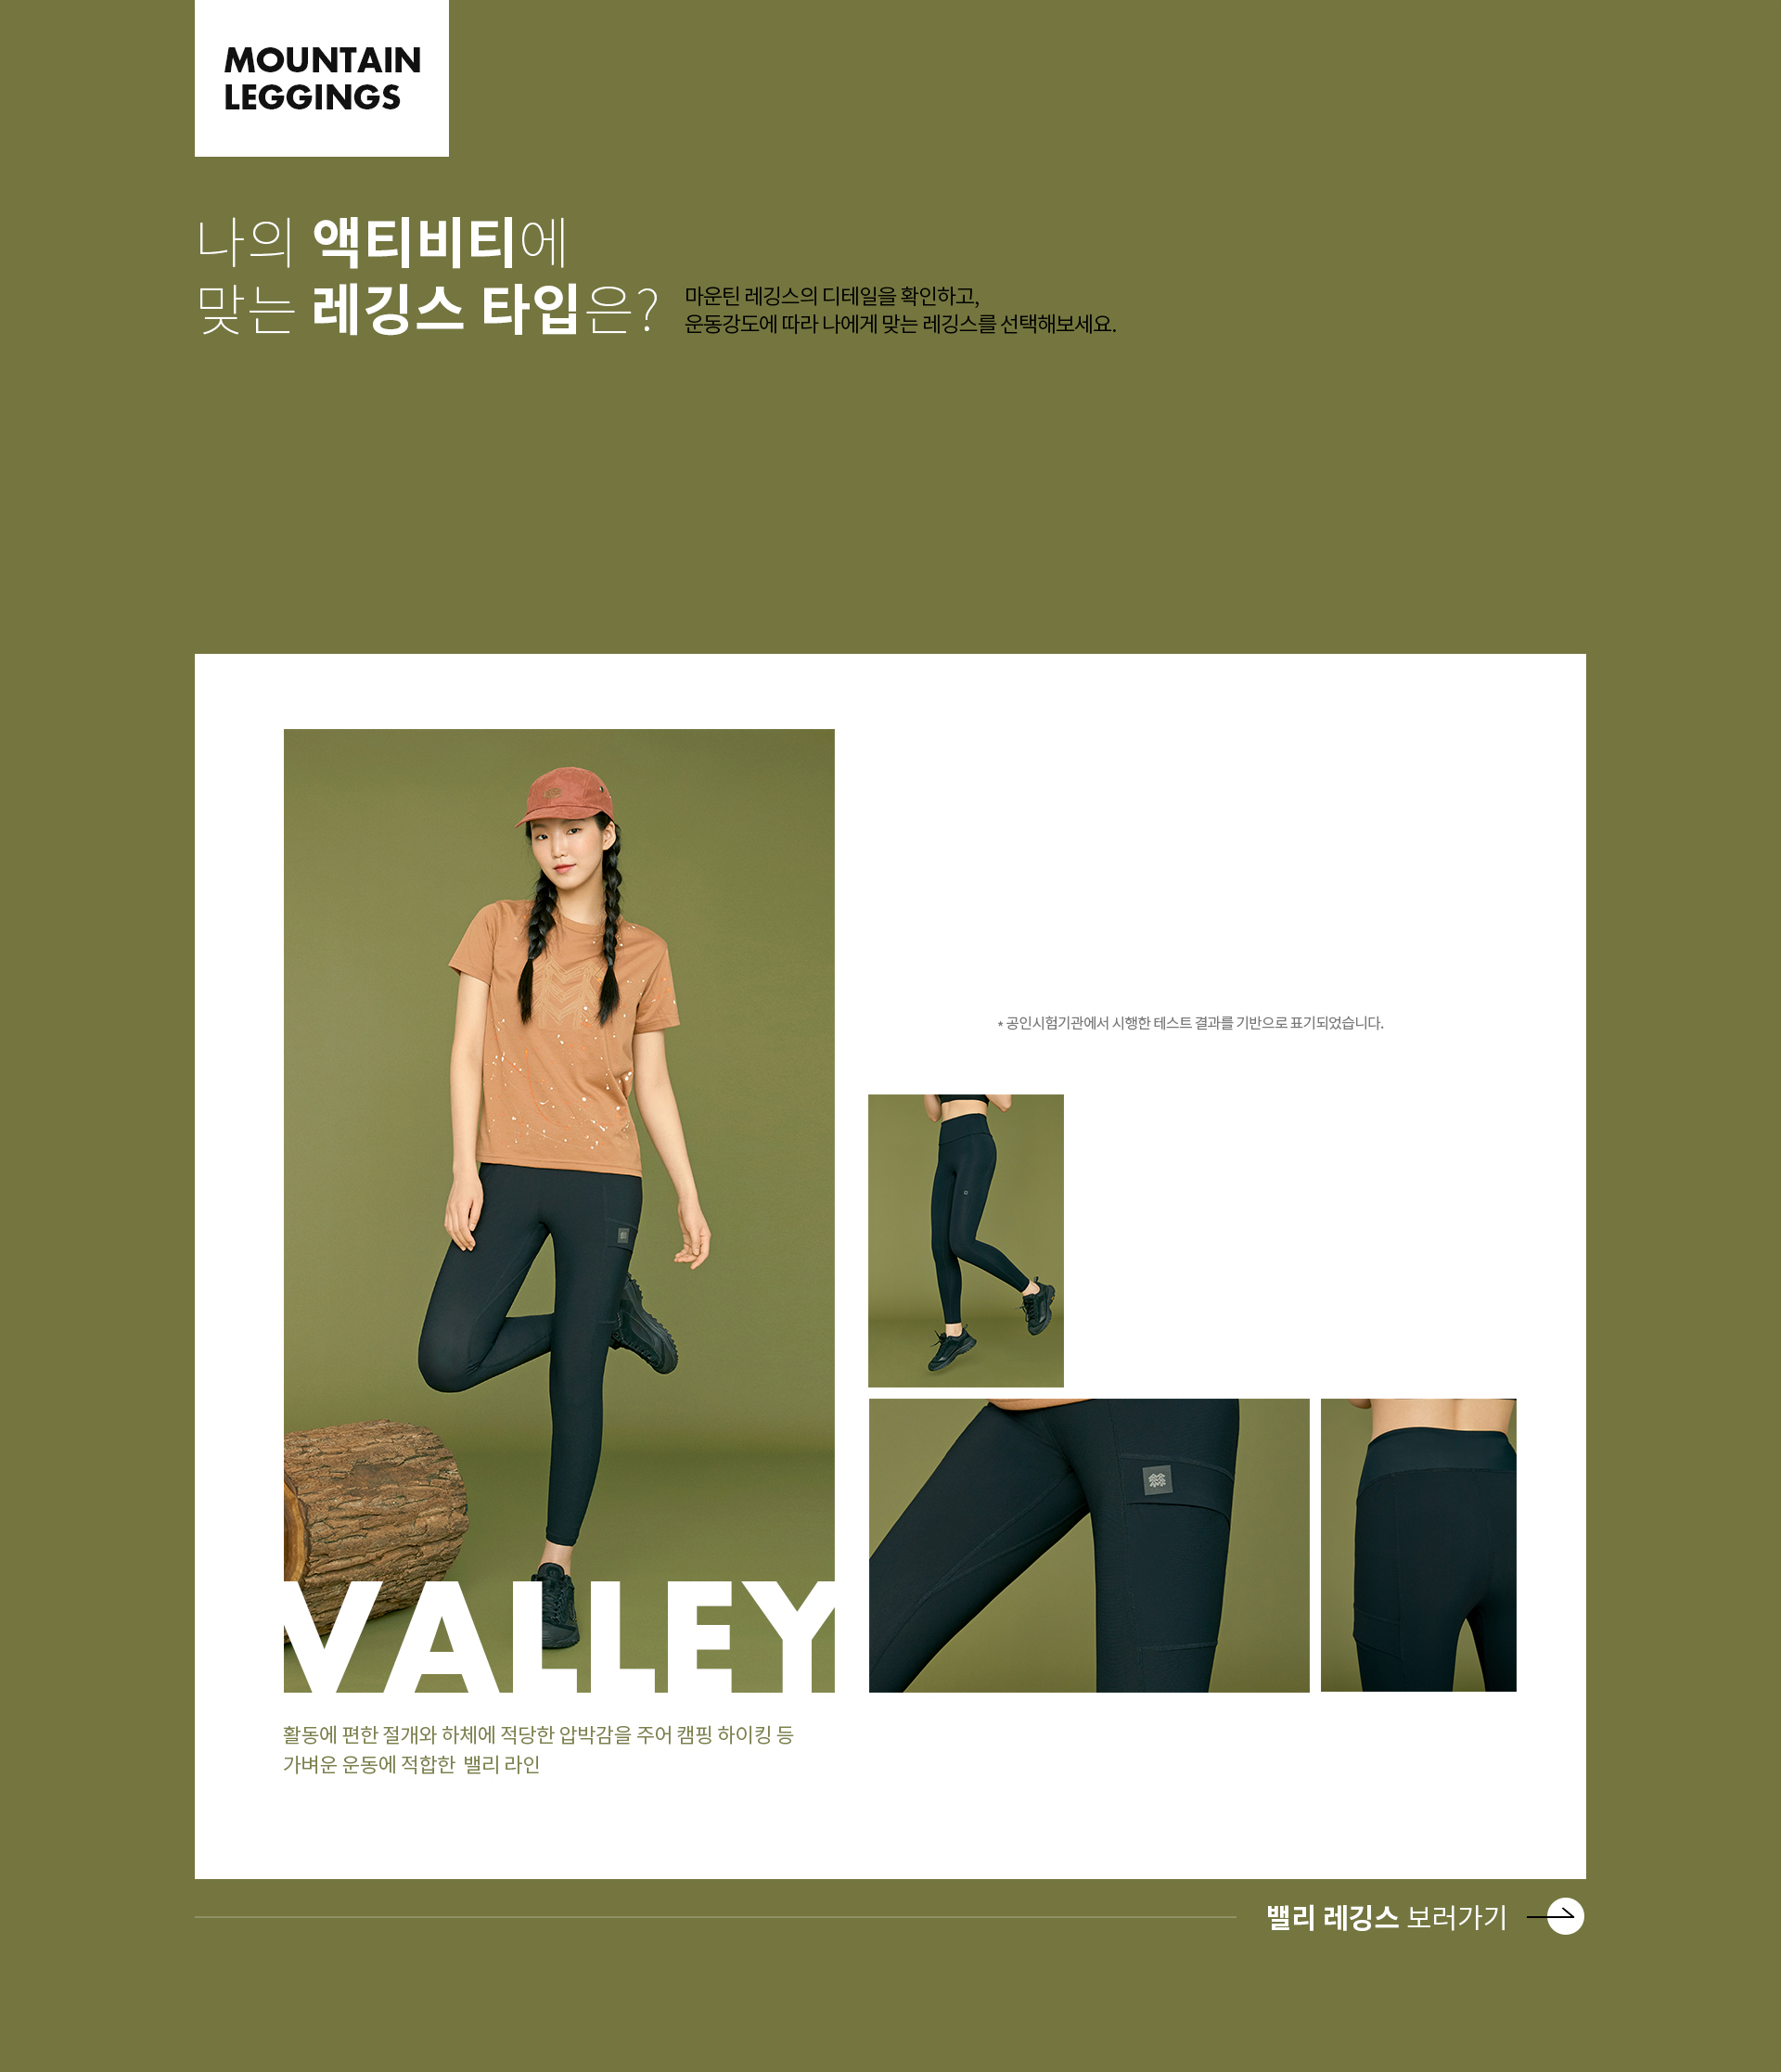 MOUNTAIN
LEGGINGS
나의 액티비티에
맞는 레깅스 타입은?
마운틴 레깅스의 디테일을 확인하고,
운동강도에 따라 나에게 맞는 레깅스를 선택해보세요.
* 공인시험기관에서 시행한 테스트 결과를 기반으로 표기되었습니다.
VALLEY
활동에 편한 절개와 하체에 적당한 압박감을 주어 캠핑 하이킹 등
가벼운 운동에 적합한 밸리 라인
밸리 레깅스 보러가기